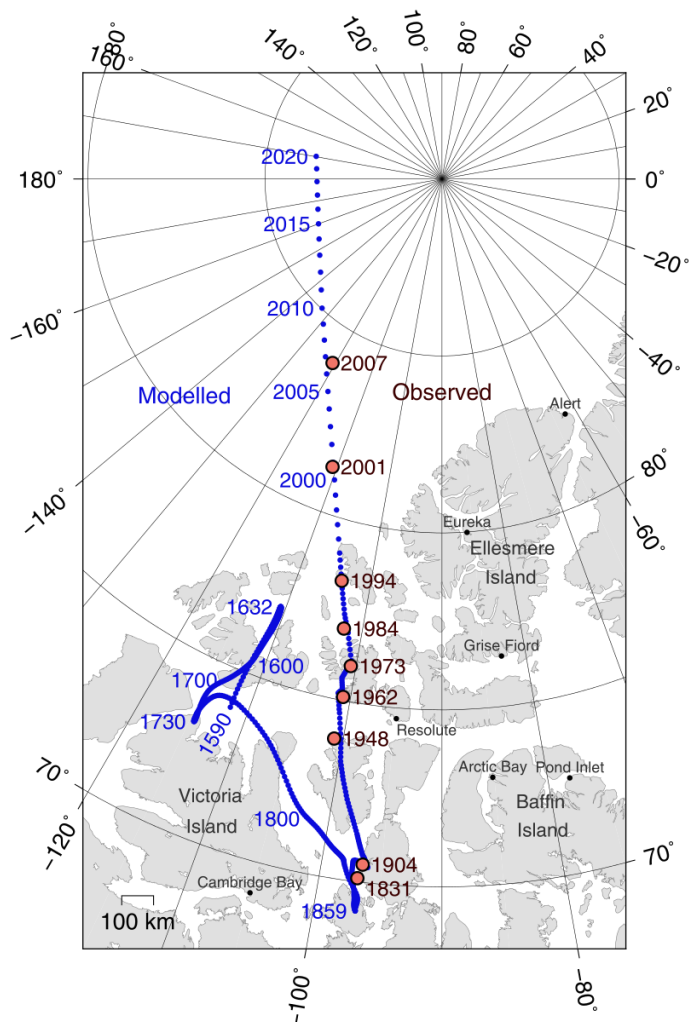 180°
160°
140°
120°
100°
80°
60°
40°
20°
2020
180°
0°
2015
−20°
−160°
2010
−40°
2007
2005
Modelled
Observed
Alert
80°
2001
2000
−140°
−60°
Eureka
Ellesmere
Island
1994
1632
1984
Grise Fiord
1600
1973
1700
1962
1730
1590
Resolute
1948
70°
Arctic Bay
Pond Inlet
Victoria
Island
Baffin
Island
1800
−120°
70°
1904
Cambridge Bay
1831
1859
100 km
−100°
−80°